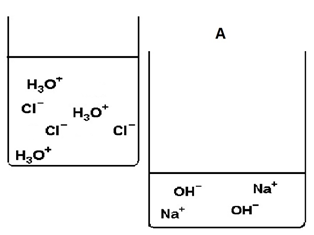 A
H₃O⁺
Cl⁻ H₃O⁺
Cl⁻ Cl⁻
H₃O⁺
OH⁻ Na⁺
Na⁺ OH⁻